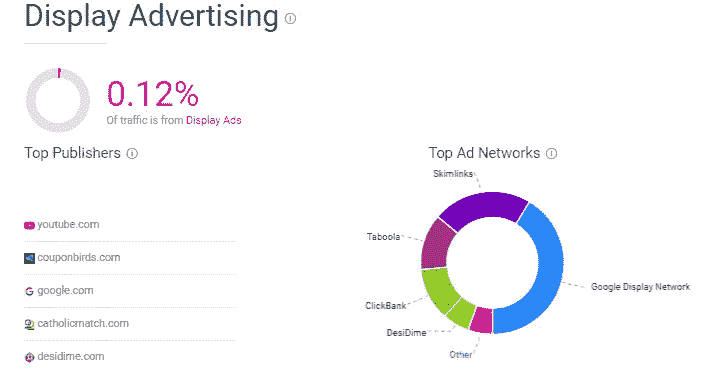 Display Advertising
0.12%
Of traffic is from Display Ads
Top Publishers
youtube.com
couponbirds.com
google.com
catholicmatch.com
desidime.com
Top Ad Networks
Skimlinks
Taboola
Google Display Network
ClickBank
DesiDime
Other